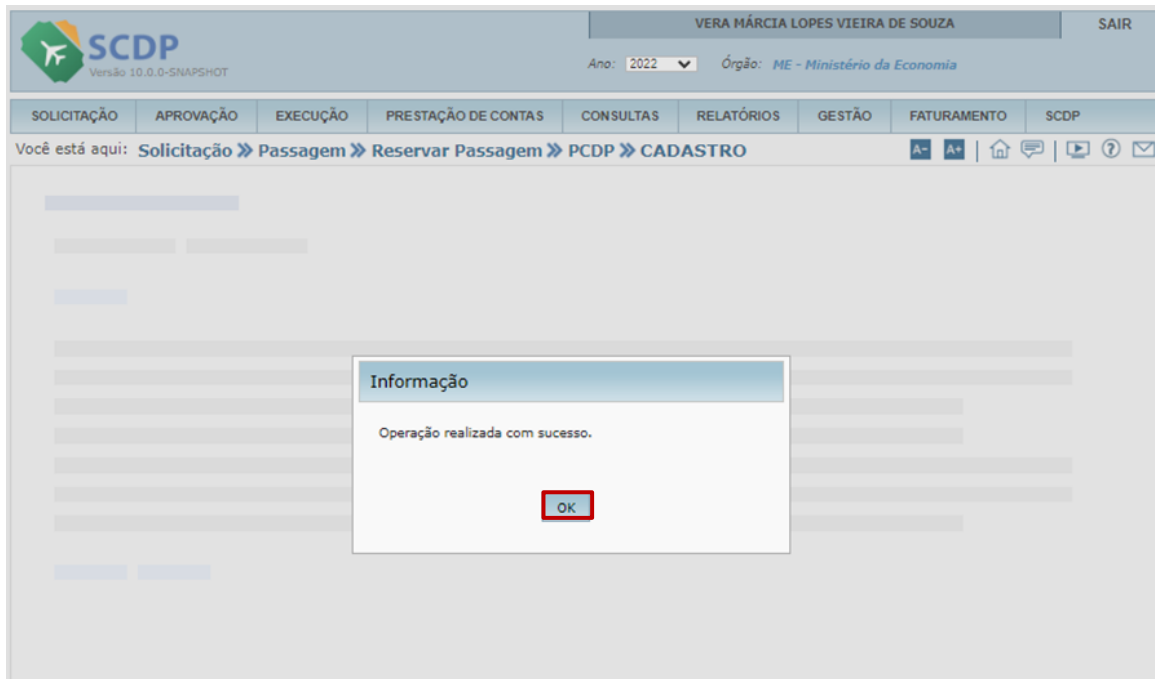 VERA MÁRCIA LOPES VIEIRA DE SOUZA
SAIR
SCDP
Versão 10.0.0-SNAPSHOT
Ano: 2022 Órgão: ME - Ministério da Economia
SOLICITAÇÃO APROVAÇÃO EXECUÇÃO PRESTAÇÃO DE CONTAS CONSULTAS RELATÓRIOS GESTÃO FATURAMENTO SCDP
Você está aqui: Solicitação » Passagem » Reservar Passagem » PCDP » CADASTRO A- A+
Informação
Operação realizada com sucesso.
OK